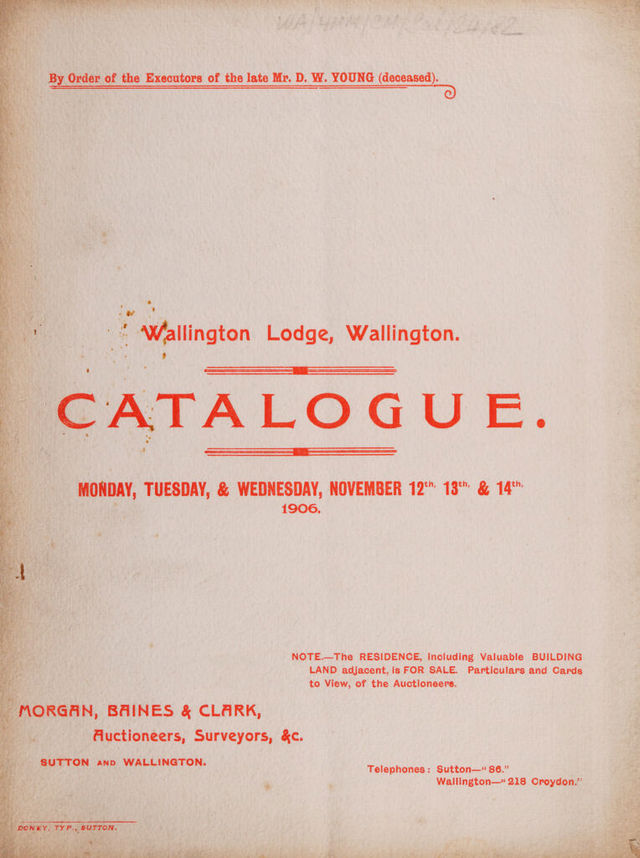 By Order of the Executors of the late Mr. D. W. YOUNG (deceased).
Wallington Lodge, Wallington.
CATALOGUE.
MONDAY, TUESDAY, & WEDNESDAY, NOVEMBER 12th, 13th, & 14th,
1906.
NOTE.—The RESIDENCE, including Valuable BUILDING
LAND adjacent, is FOR SALE. Particulars and Cards
to View, of the Auctioneers.
MORGAN, BAINES & CLARK,
Auctioneers, Surveyors, &c.
SUTTON AND WALLINGTON.
Telephones: Sutton—"86."
Wallington—"218 Croydon."
DONEY, TYP., SUTTON.